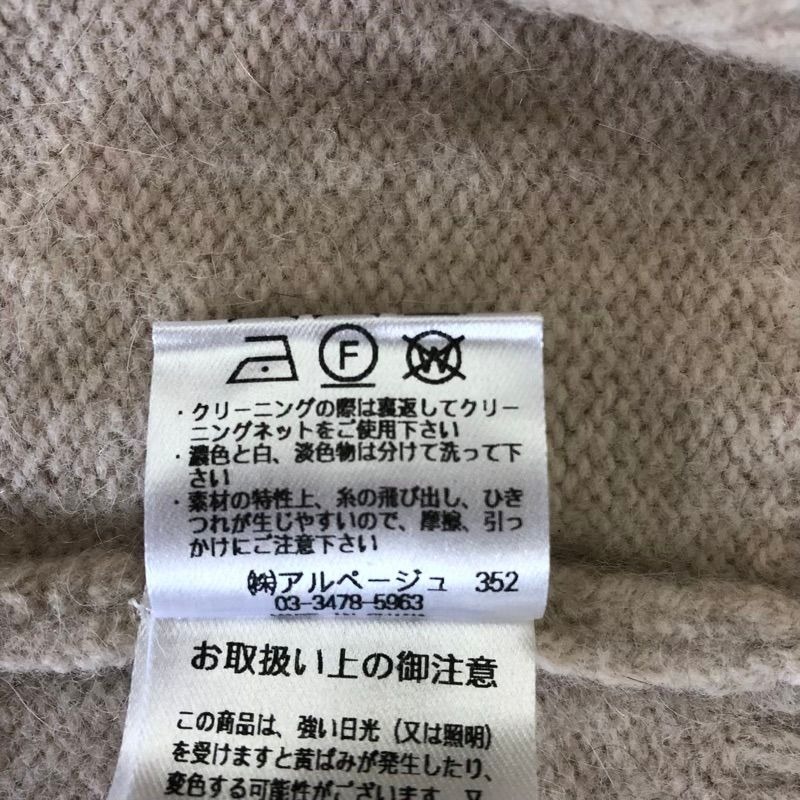 F W
・クリーニングの際は裏返してクリー
ニングネットをご使用下さい
・濃色と白、淡色物は分けて洗って下
さい
・素材の特性上、糸の飛び出し、ひき
つれが生じやすいので、摩擦、引っ
かけにご注意下さい
㈱アルページュ 352
03-3478-5963
お取扱い上の御注意
この商品は、強い日光（又は照明）
を受けますと黄ばみが発生したり、
変色する可能性がございます。又